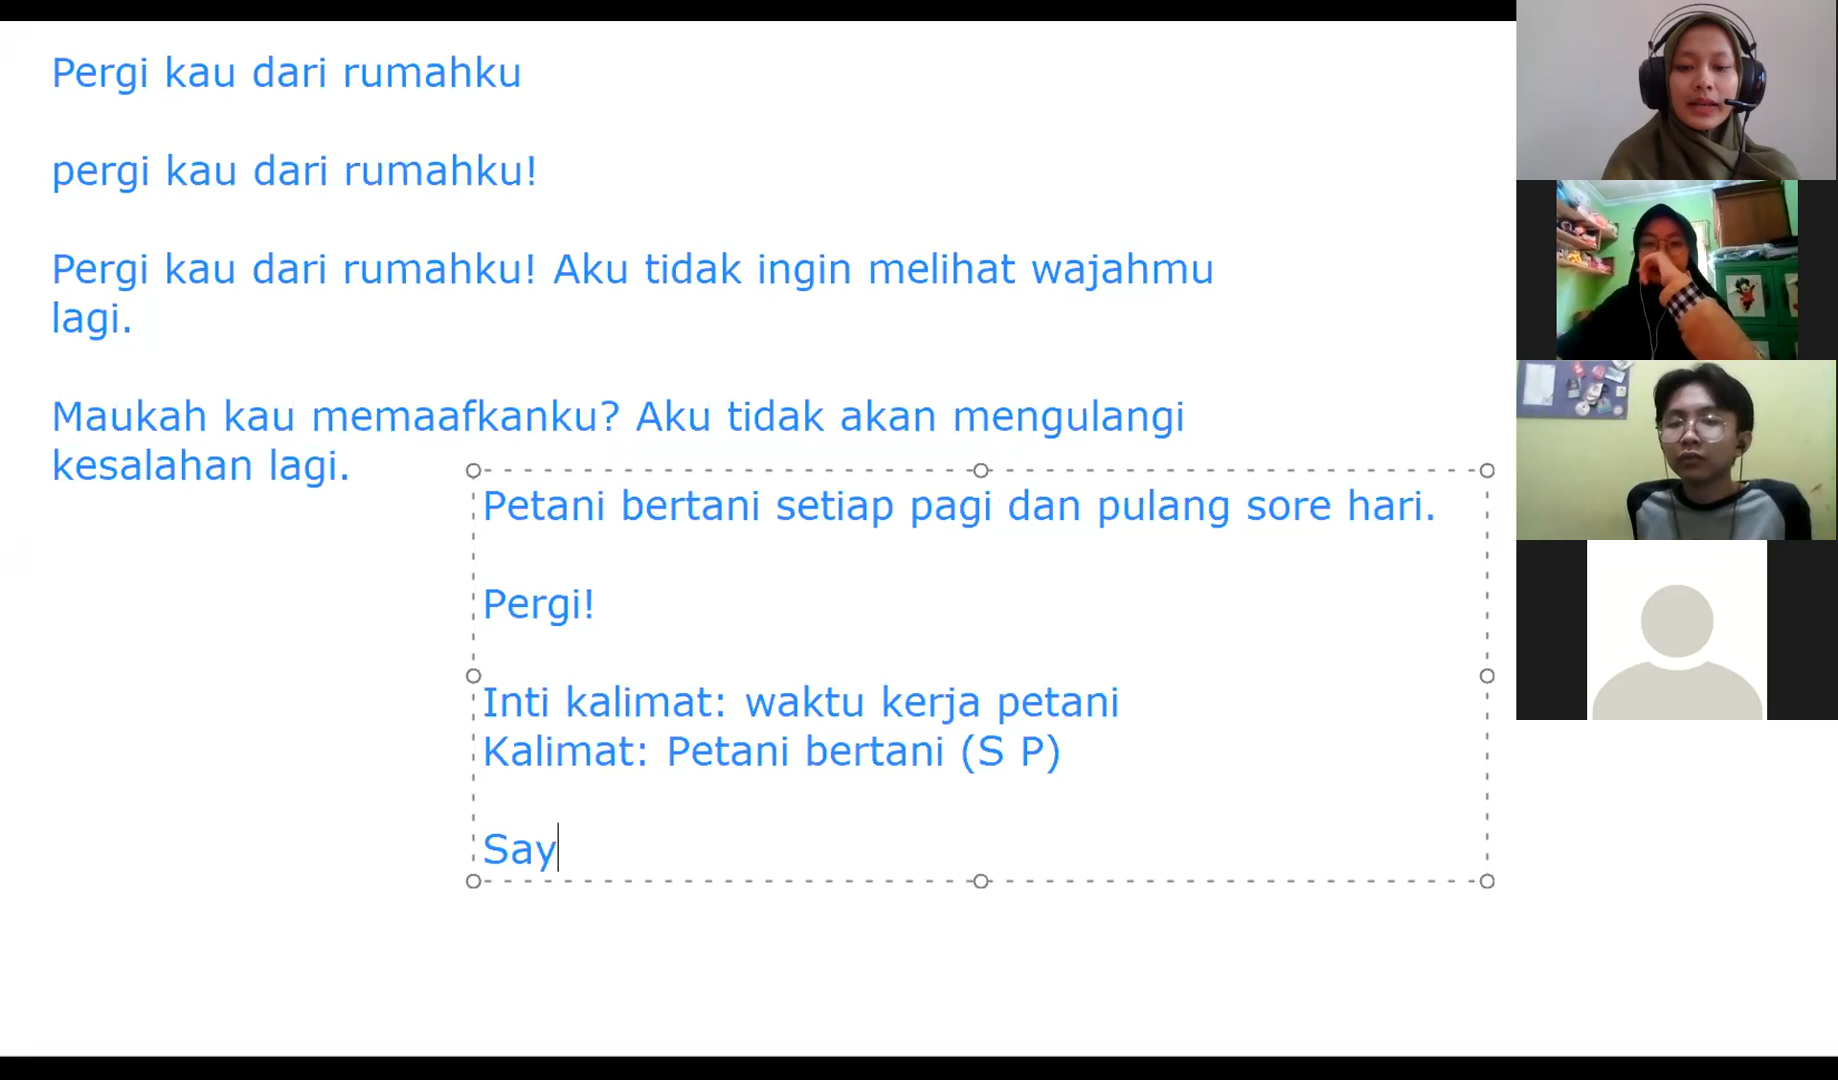 Pergi kau dari rumahku
pergi kau dari rumahku!
Pergi kau dari rumahku! Aku tidak ingin melihat wajahmu
lagi.
Maukah kau memaafkanku? Aku tidak akan mengulangi
kesalahan lagi.
Petani bertani setiap pagi dan pulang sore hari.
Pergi!
Inti kalimat: waktu kerja petani
Kalimat: Petani bertani (S P)
Say